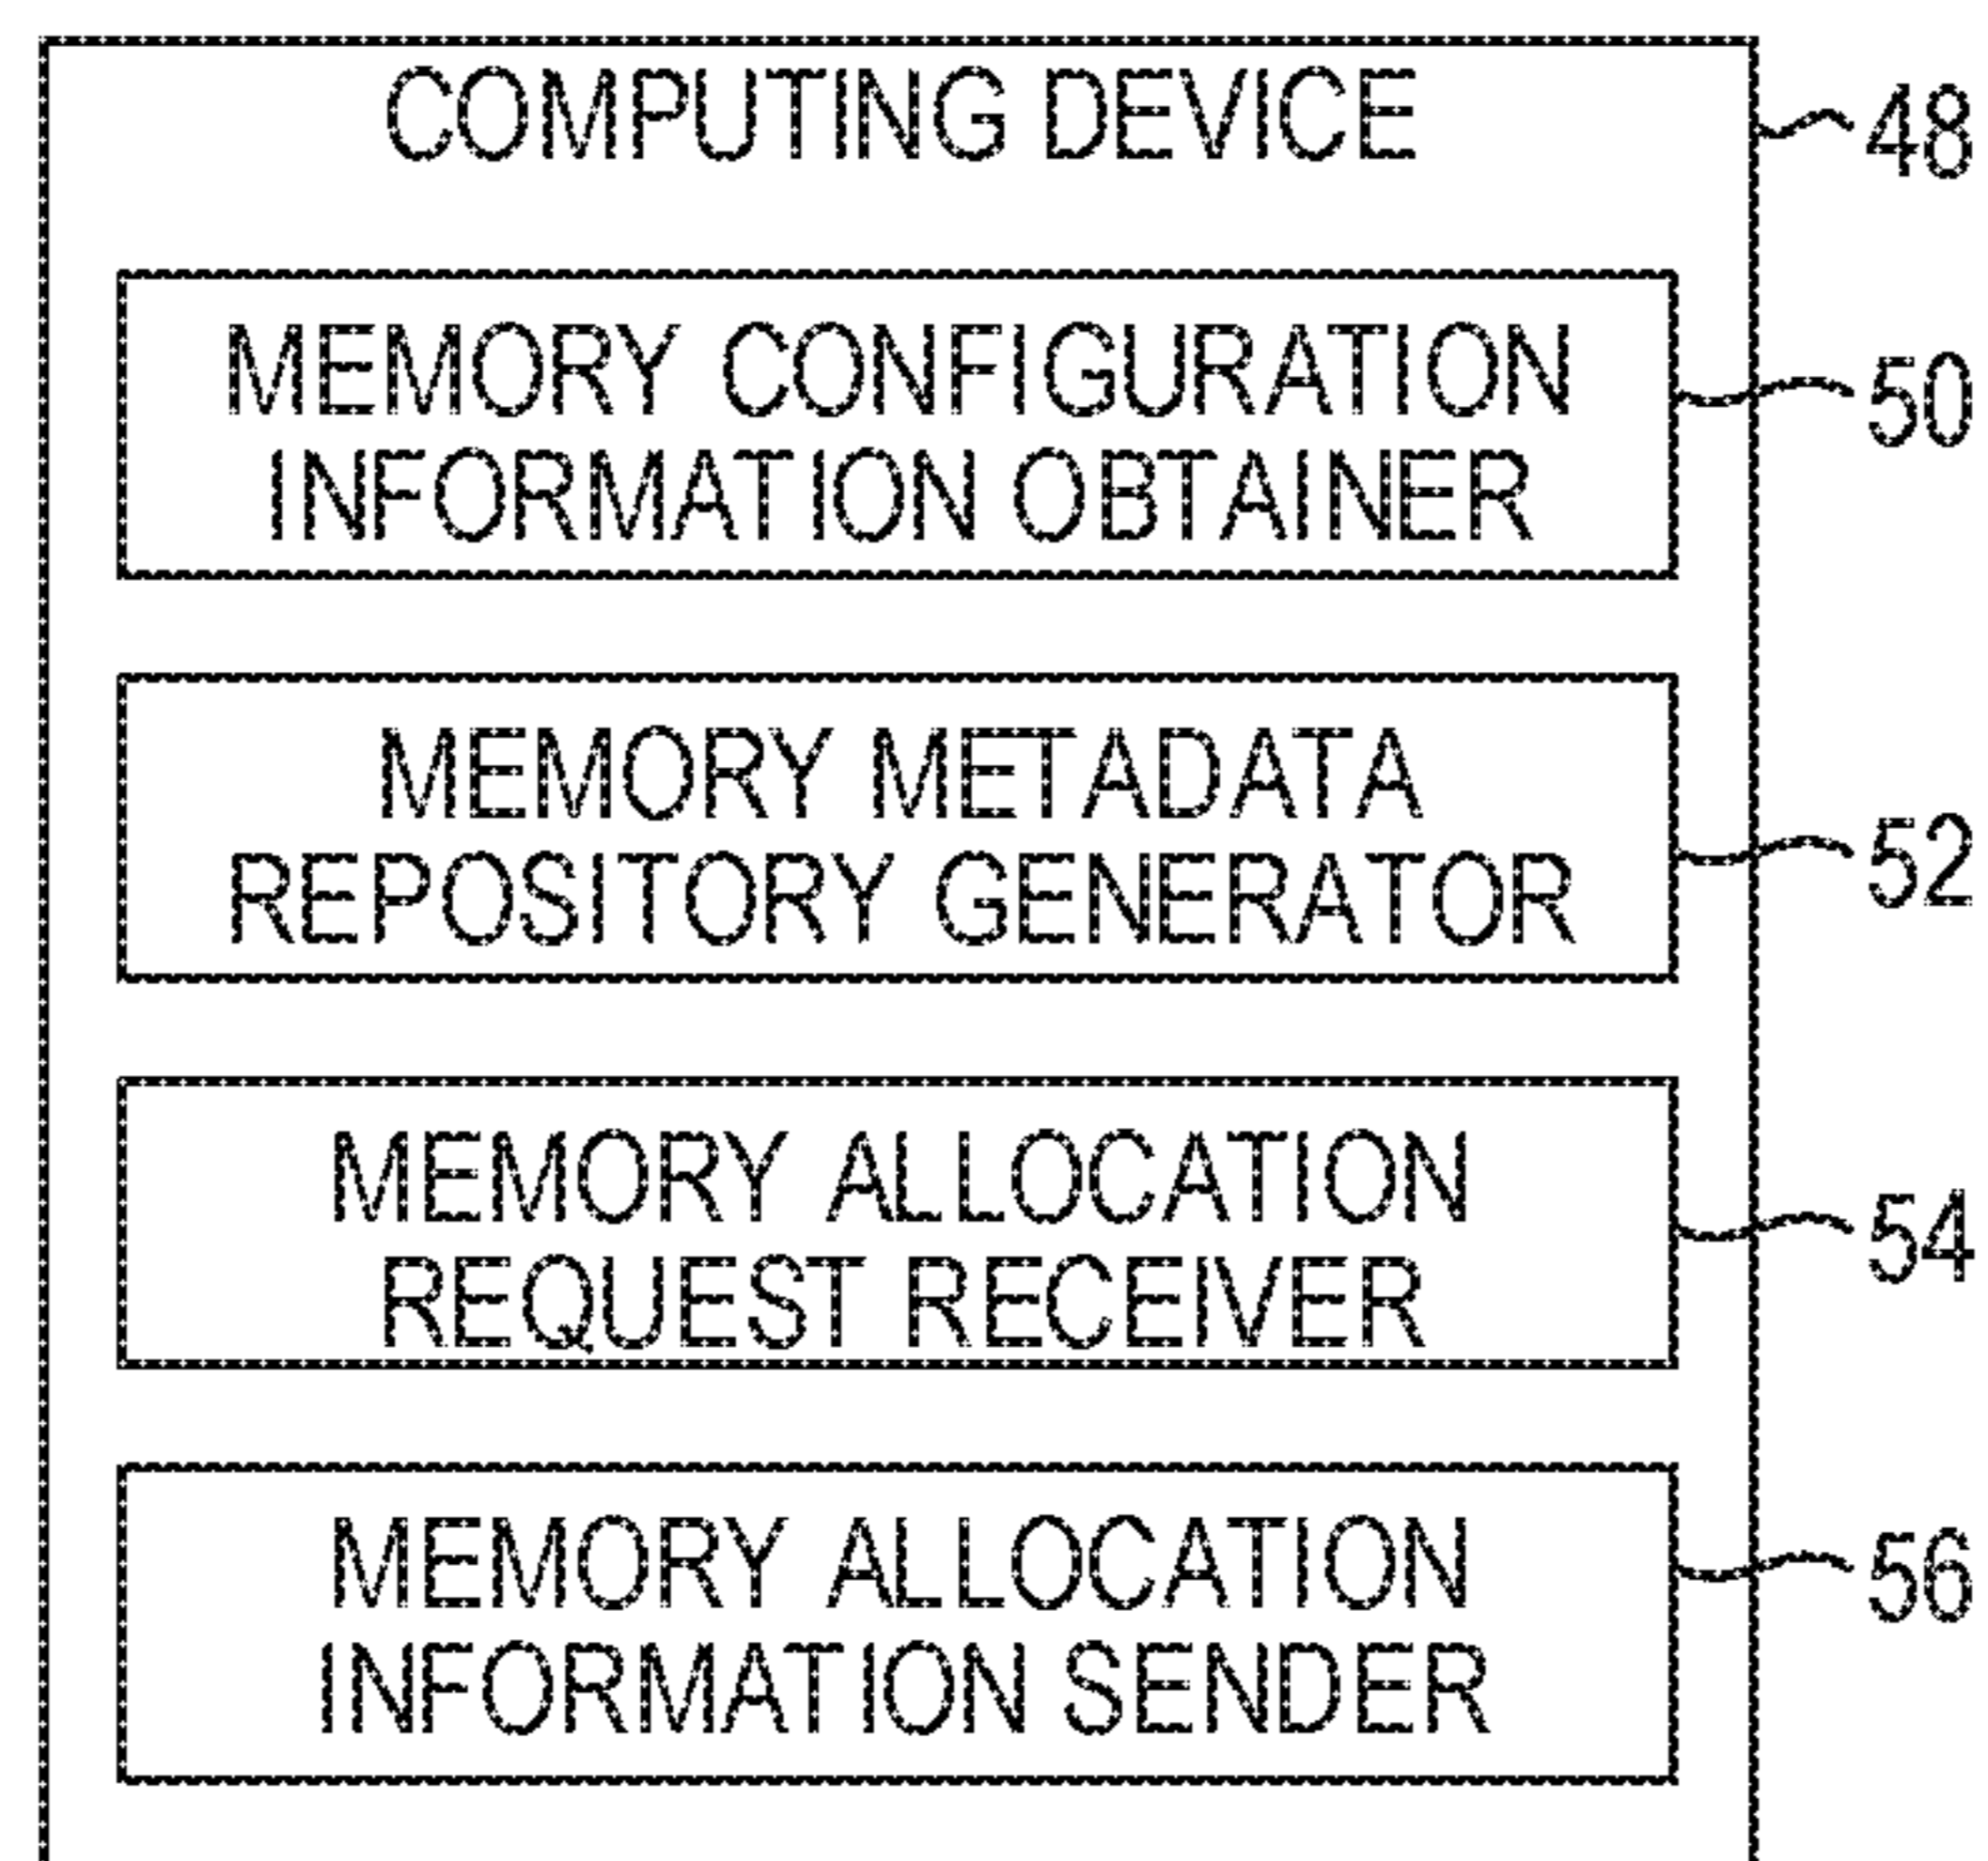 COMPUTING DEVICE
48
MEMORY CONFIGURATION
INFORMATION OBTAINER
50
MEMORY METADATA
REPOSITORY GENERATOR
52
MEMORY ALLOCATION
REQUEST RECEIVER
54
MEMORY ALLOCATION
INFORMATION SENDER
56